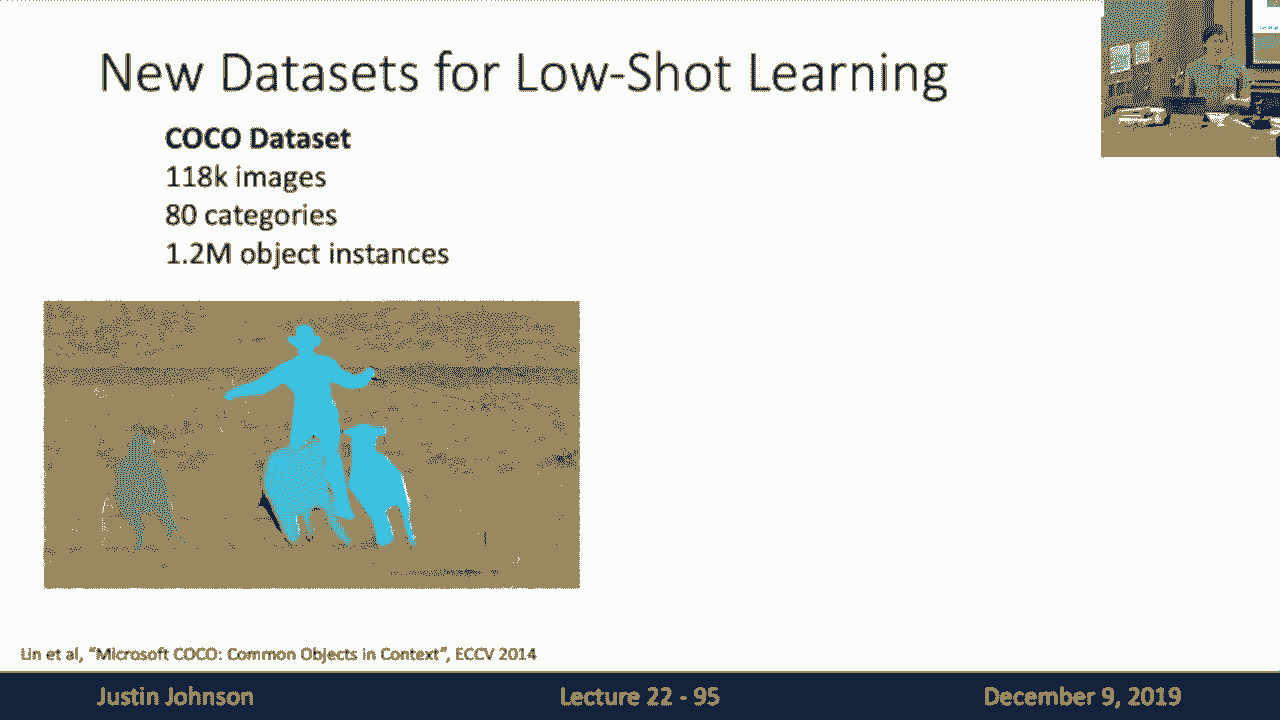 New Datasets for Low-Shot Learning
COCO Dataset
118k images
80 categories
1.2M object instances
Lin et al, “Microsoft COCO: Common Objects in Context”, ECCV 2014
Justin Johnson
Lecture 22 - 95
December 9, 2019